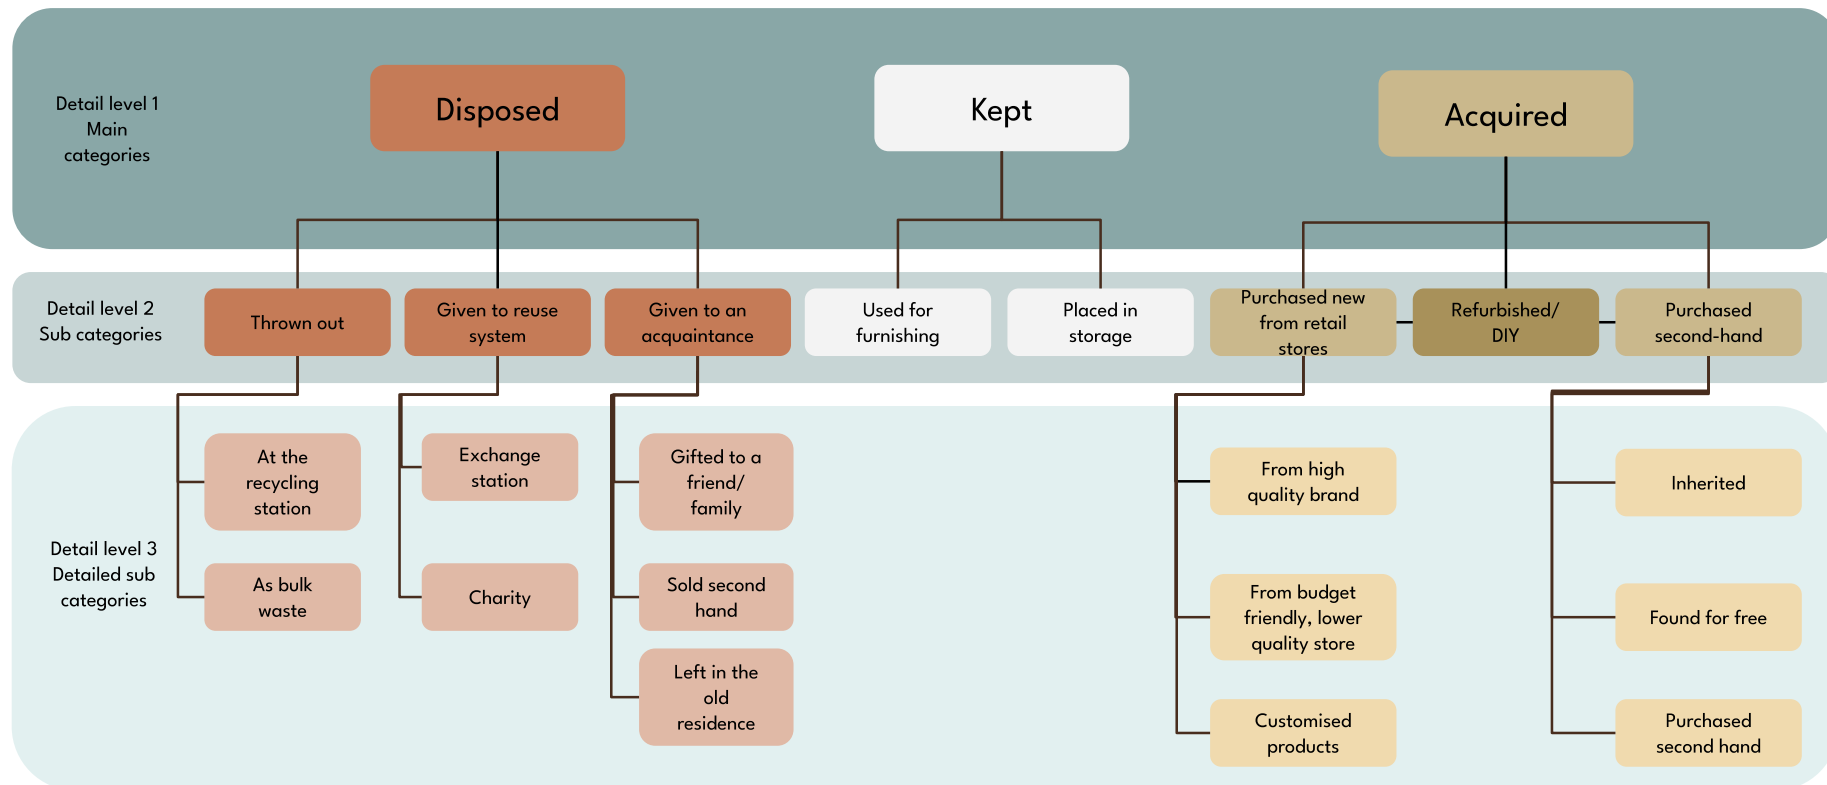 Detail level 1
Main
categories
Disposed
Kept
Acquired
Detail level 2
Sub categories
Thrown out
Given to reuse
system
Given to an
acquaintance
Used for
furnishing
Placed in
storage
Purchased new
from retail
stores
Refurbished/
DIY
Purchased
second-hand
Detail level 3
Detailed sub
categories
At the
recycling
station
As bulk
waste
Exchange
station
Charity
Gifted to a
friend/
family
Sold second
hand
Left in the
old
residence
From high
quality brand
From budget
friendly, lower
quality store
Customised
products
Inherited
Found for free
Purchased
second hand